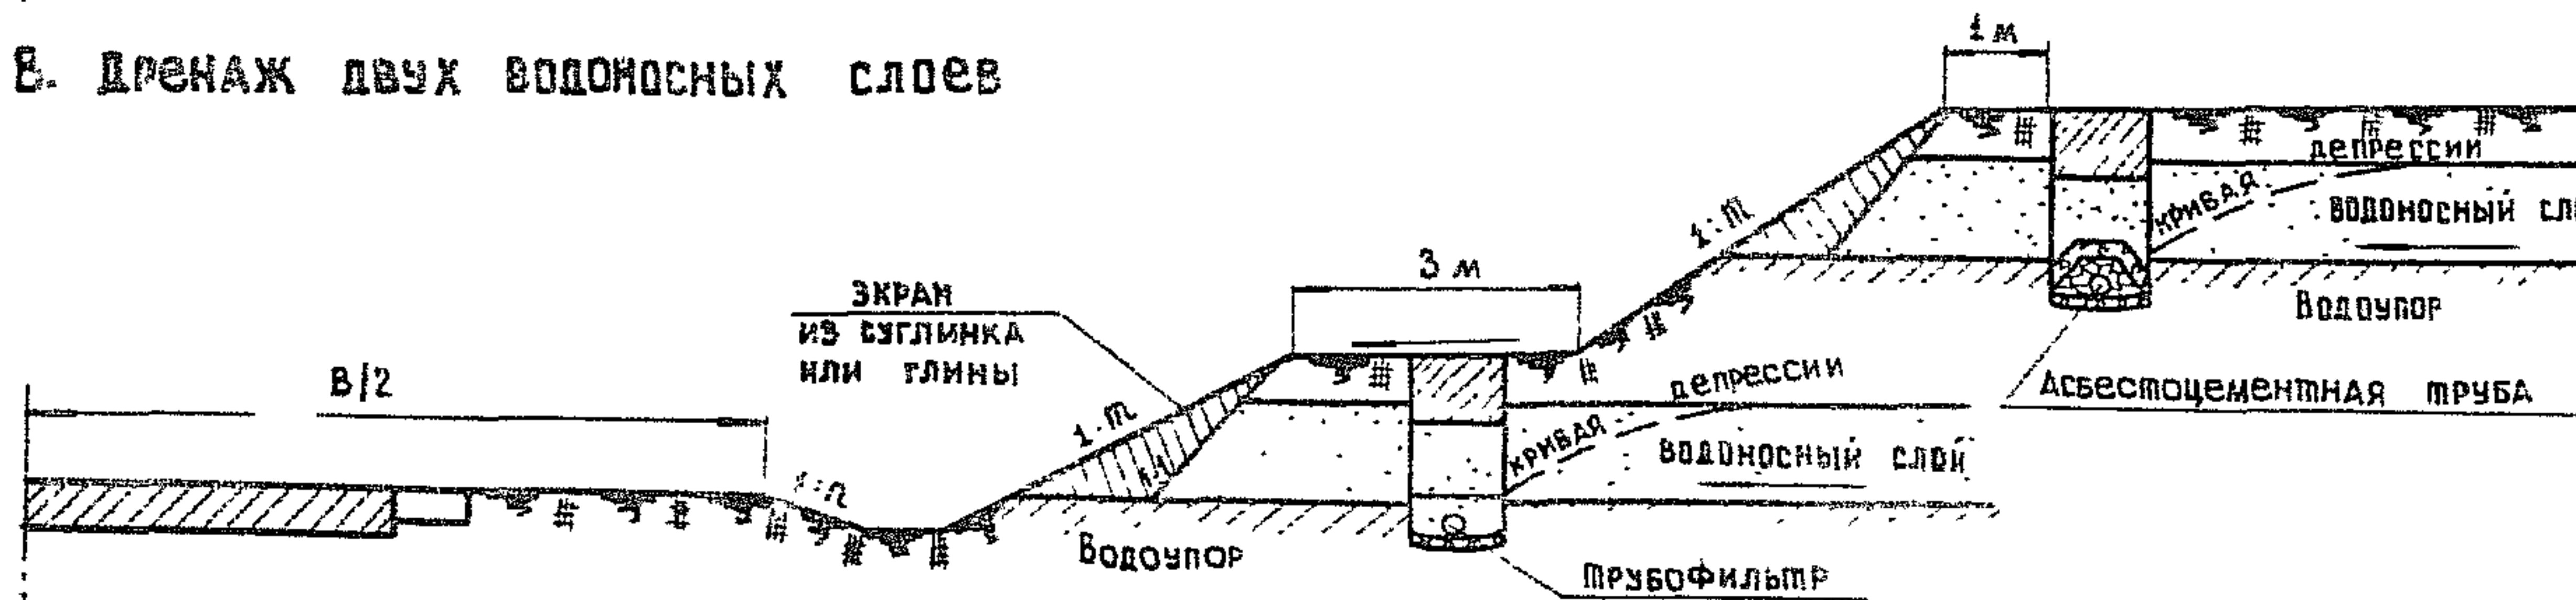 В. Дренаж двух водоносных слоев
1 м
депрессии
кривая
водоносный сло
1:m
Водоупор
3 м
Экран
из суглинка
или глины
Асбестоцементная труба
В/2
депрессии
1:m
кривая
водоносный слой
1:n
Водоупор
Трубофильтр